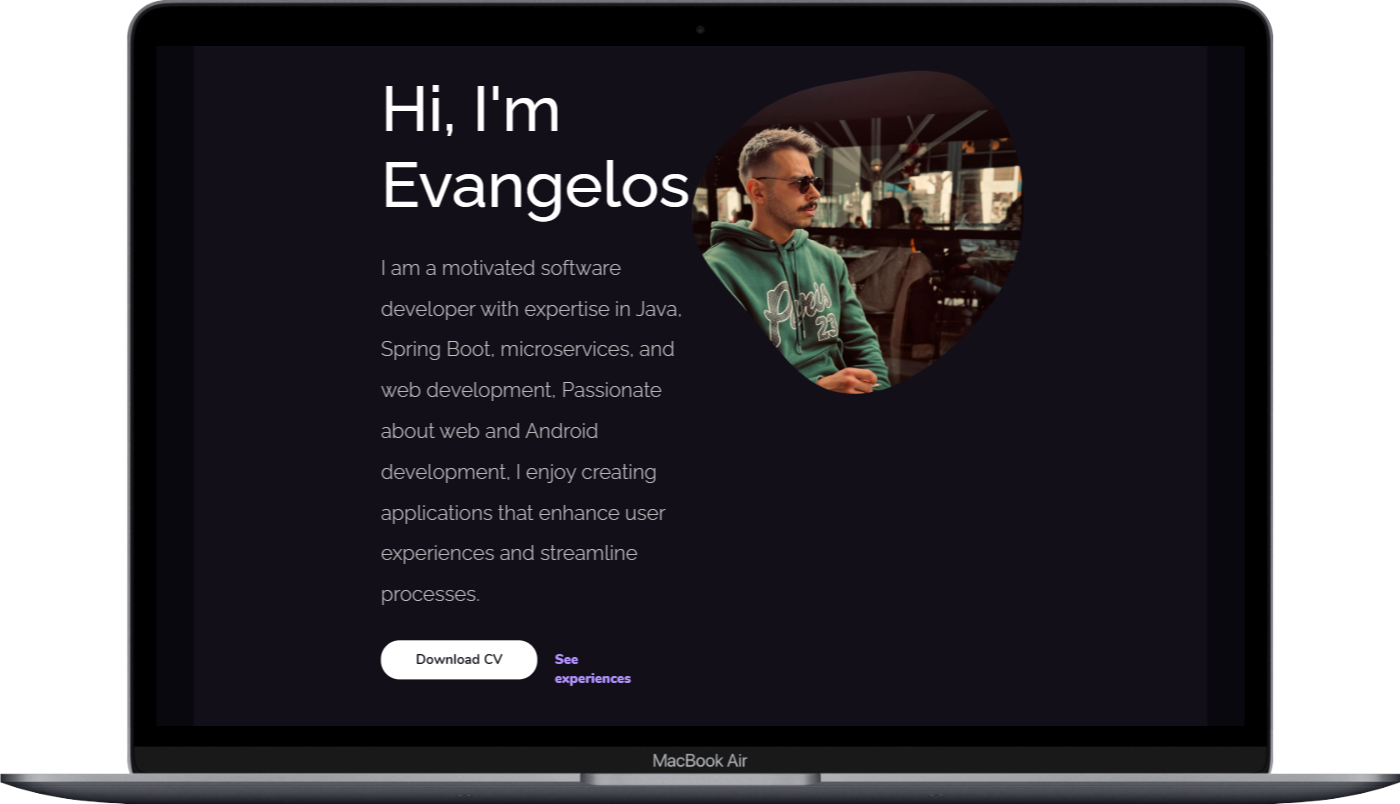 Hi, I'm
Evangelos
I am a motivated software
developer with expertise in Java,
Spring Boot, microservices, and
web development. Passionate
about web and Android
development, I enjoy creating
applications that enhance user
experiences and streamline
processes.
Download CV
See
experiences
Paris
23
MacBook Air